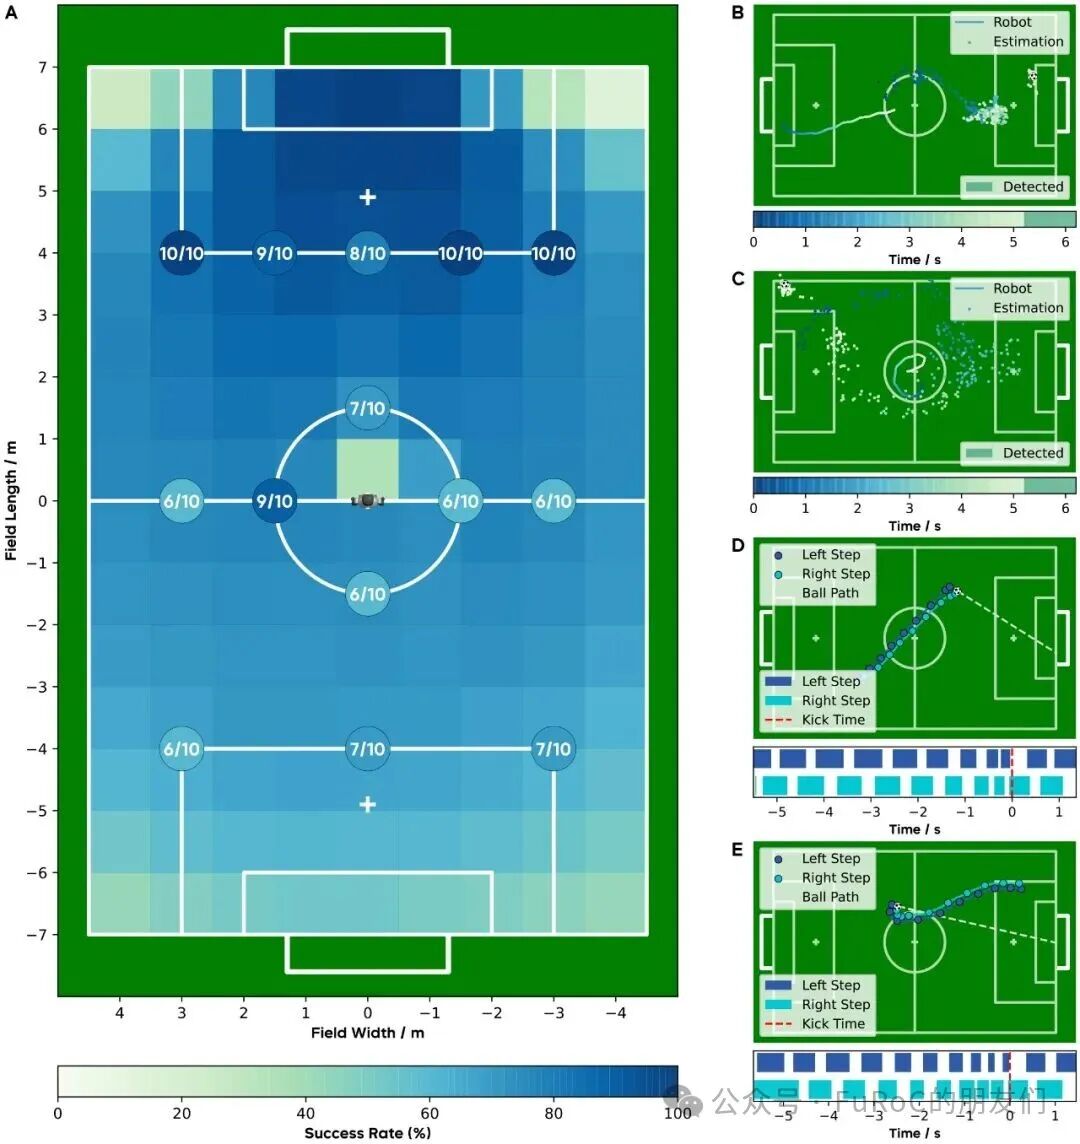 A
7
6
5
4
3
2
1
0
−1
−2
−3
−4
−5
−6
−7
Field Length / m
10/10
9/10
8/10
10/10
10/10
7/10
6/10
9/10
6/10
6/10
6/10
6/10
7/10
7/10
4
3
2
1
0
−1
−2
−3
−4
Field Width / m
0
20
40
60
80
100
Success Rate (%)
B
Robot
Estimation
Detected
0
1
2
3
4
5
6
Time / s
C
Robot
Estimation
Detected
0
1
2
3
4
5
6
Time / s
D
Left Step
Right Step
Ball Path
Left Step
Right Step
Kick Time
−5
−4
−3
−2
−1
0
1
Time / s
E
Left Step
Right Step
Ball Path
Left Step
Right Step
Kick Time
−5
−4
−3
−2
−1
0
1
Time / s
公众号 · FuRoC的朋友们